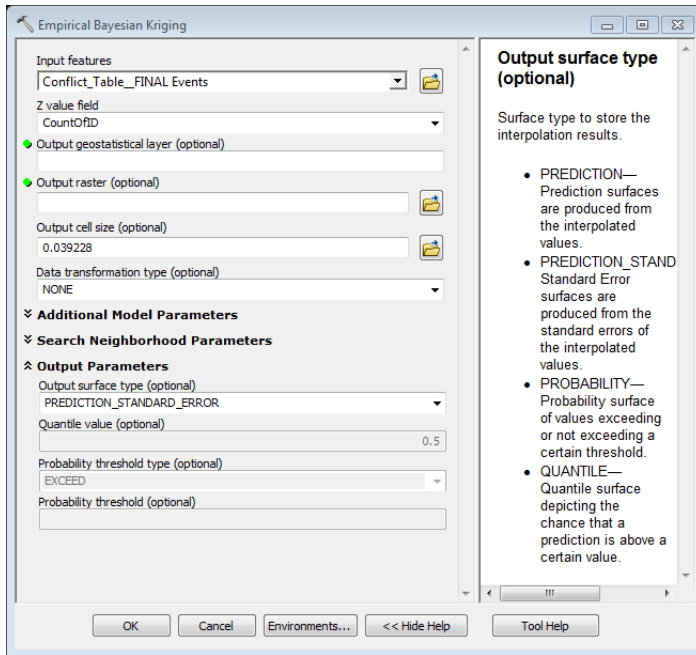 Empirical Bayesian Kriging
Input features
Conflict_Table__FINAL Events
Z value field
CountOfID
Output geostatistical layer (optional)
Output raster (optional)
Output cell size (optional)
0.039228
Data transformation type (optional)
NONE
Additional Model Parameters
Search Neighborhood Parameters
Output Parameters
Output surface type (optional)
PREDICTION_STANDARD_ERROR
Quantile value (optional)
0.5
Probability threshold type (optional)
EXCEED
Probability threshold (optional)
Output surface type
(optional)
Surface type to store the
interpolation results.
• PREDICTION—
Prediction surfaces
are produced from
the interpolated
values.
• PREDICTION_STAND
Standard Error
surfaces are
produced from the
standard errors of
the interpolated
values.
• PROBABILITY—
Probability surface
of values exceeding
or not exceeding a
certain threshold.
• QUANTILE—
Quantile surface
depicting the
chance that a
prediction is above a
certain value.
OK
Cancel
Environments...
<< Hide Help
Tool Help